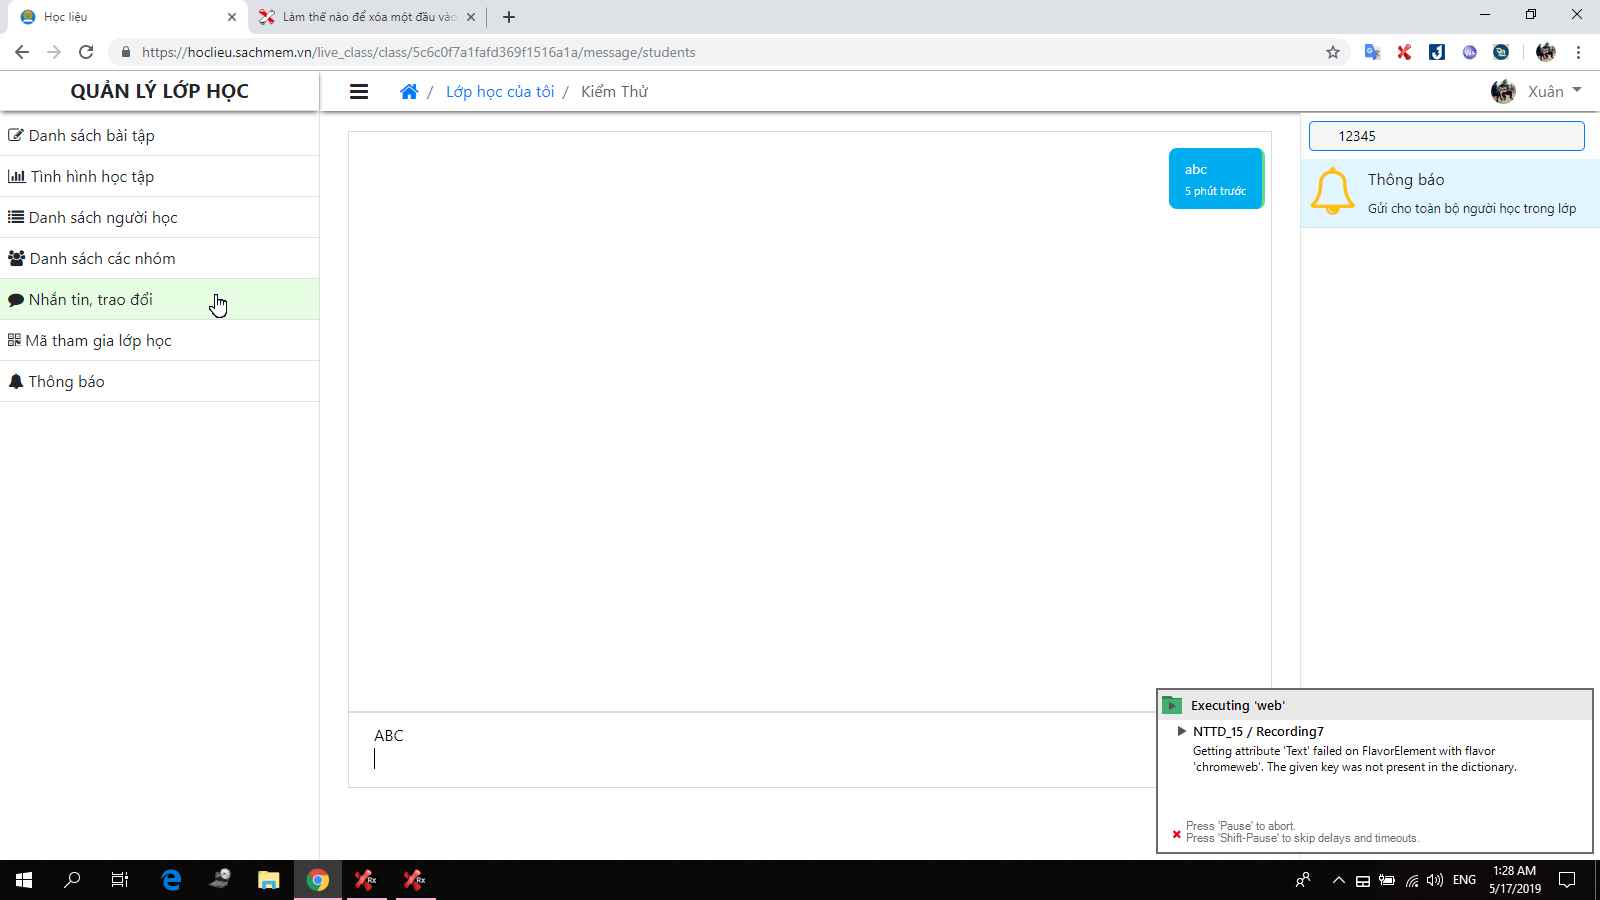 Học liệu
Làm thế nào để xóa một đầu vào
https://hoclieu.sachmem.vn/live_class/class/5c6c0f7a1fafd369f1516a1a/message/students
QUẢN LÝ LỚP HỌC
/ Lớp học của tôi / Kiểm Thử
Xuân
Danh sách bài tập
Tình hình học tập
Danh sách người học
Danh sách các nhóm
Nhắn tin, trao đổi
Mã tham gia lớp học
Thông báo
abc
5 phút trước
12345
Thông báo
Gửi cho toàn bộ người học trong lớp
ABC
Executing 'web'
NTTD_15 / Recording7
Getting attribute 'Text' failed on FlavorElement with flavor
'chromeweb'. The given key was not present in the dictionary.
Press 'Pause' to abort.
Press 'Shift-Pause' to skip delays and timeouts.
Rx
Rx
ENG
1:28 AM
5/17/2019